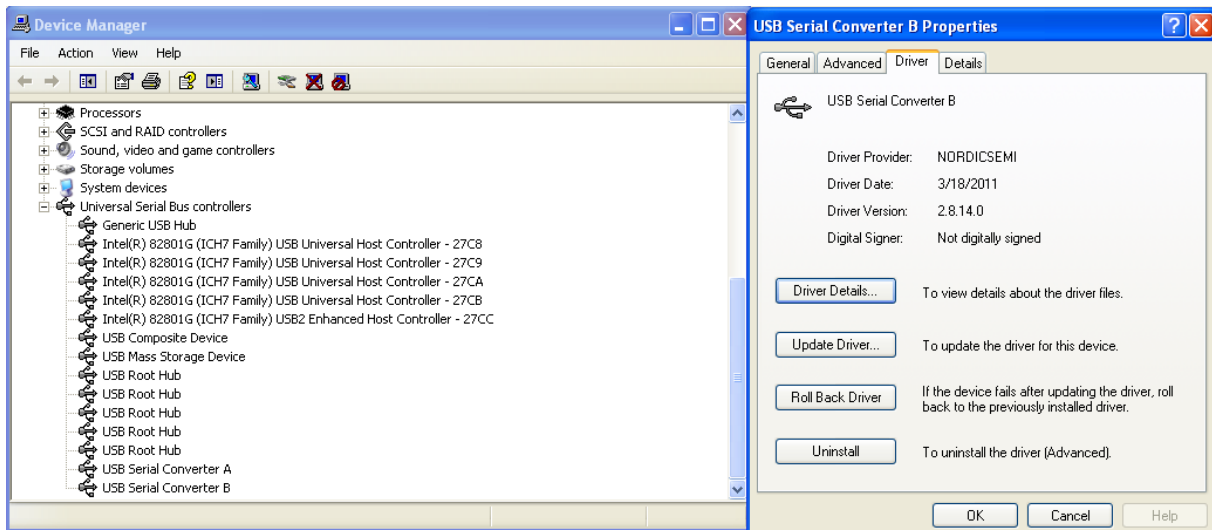 Device Manager
File Action View Help
Processors
SCSI and RAID controllers
Sound, video and game controllers
Storage volumes
System devices
Universal Serial Bus controllers
Generic USB Hub
Intel(R) 82801G (ICH7 Family) USB Universal Host Controller - 27C8
Intel(R) 82801G (ICH7 Family) USB Universal Host Controller - 27C9
Intel(R) 82801G (ICH7 Family) USB Universal Host Controller - 27CA
Intel(R) 82801G (ICH7 Family) USB Universal Host Controller - 27CB
Intel(R) 82801G (ICH7 Family) USB2 Enhanced Host Controller - 27CC
USB Composite Device
USB Mass Storage Device
USB Root Hub
USB Root Hub
USB Root Hub
USB Root Hub
USB Root Hub
USB Serial Converter A
USB Serial Converter B
USB Serial Converter B Properties
General Advanced Driver Details
USB Serial Converter B
Driver Provider: NORDICSEMI
Driver Date: 3/18/2011
Driver Version: 2.8.14.0
Digital Signer: Not digitally signed
Driver Details... To view details about the driver files.
Update Driver... To update the driver for this device.
Roll Back Driver If the device fails after updating the driver, roll
back to the previously installed driver.
Uninstall To uninstall the driver (Advanced).
OK Cancel Help